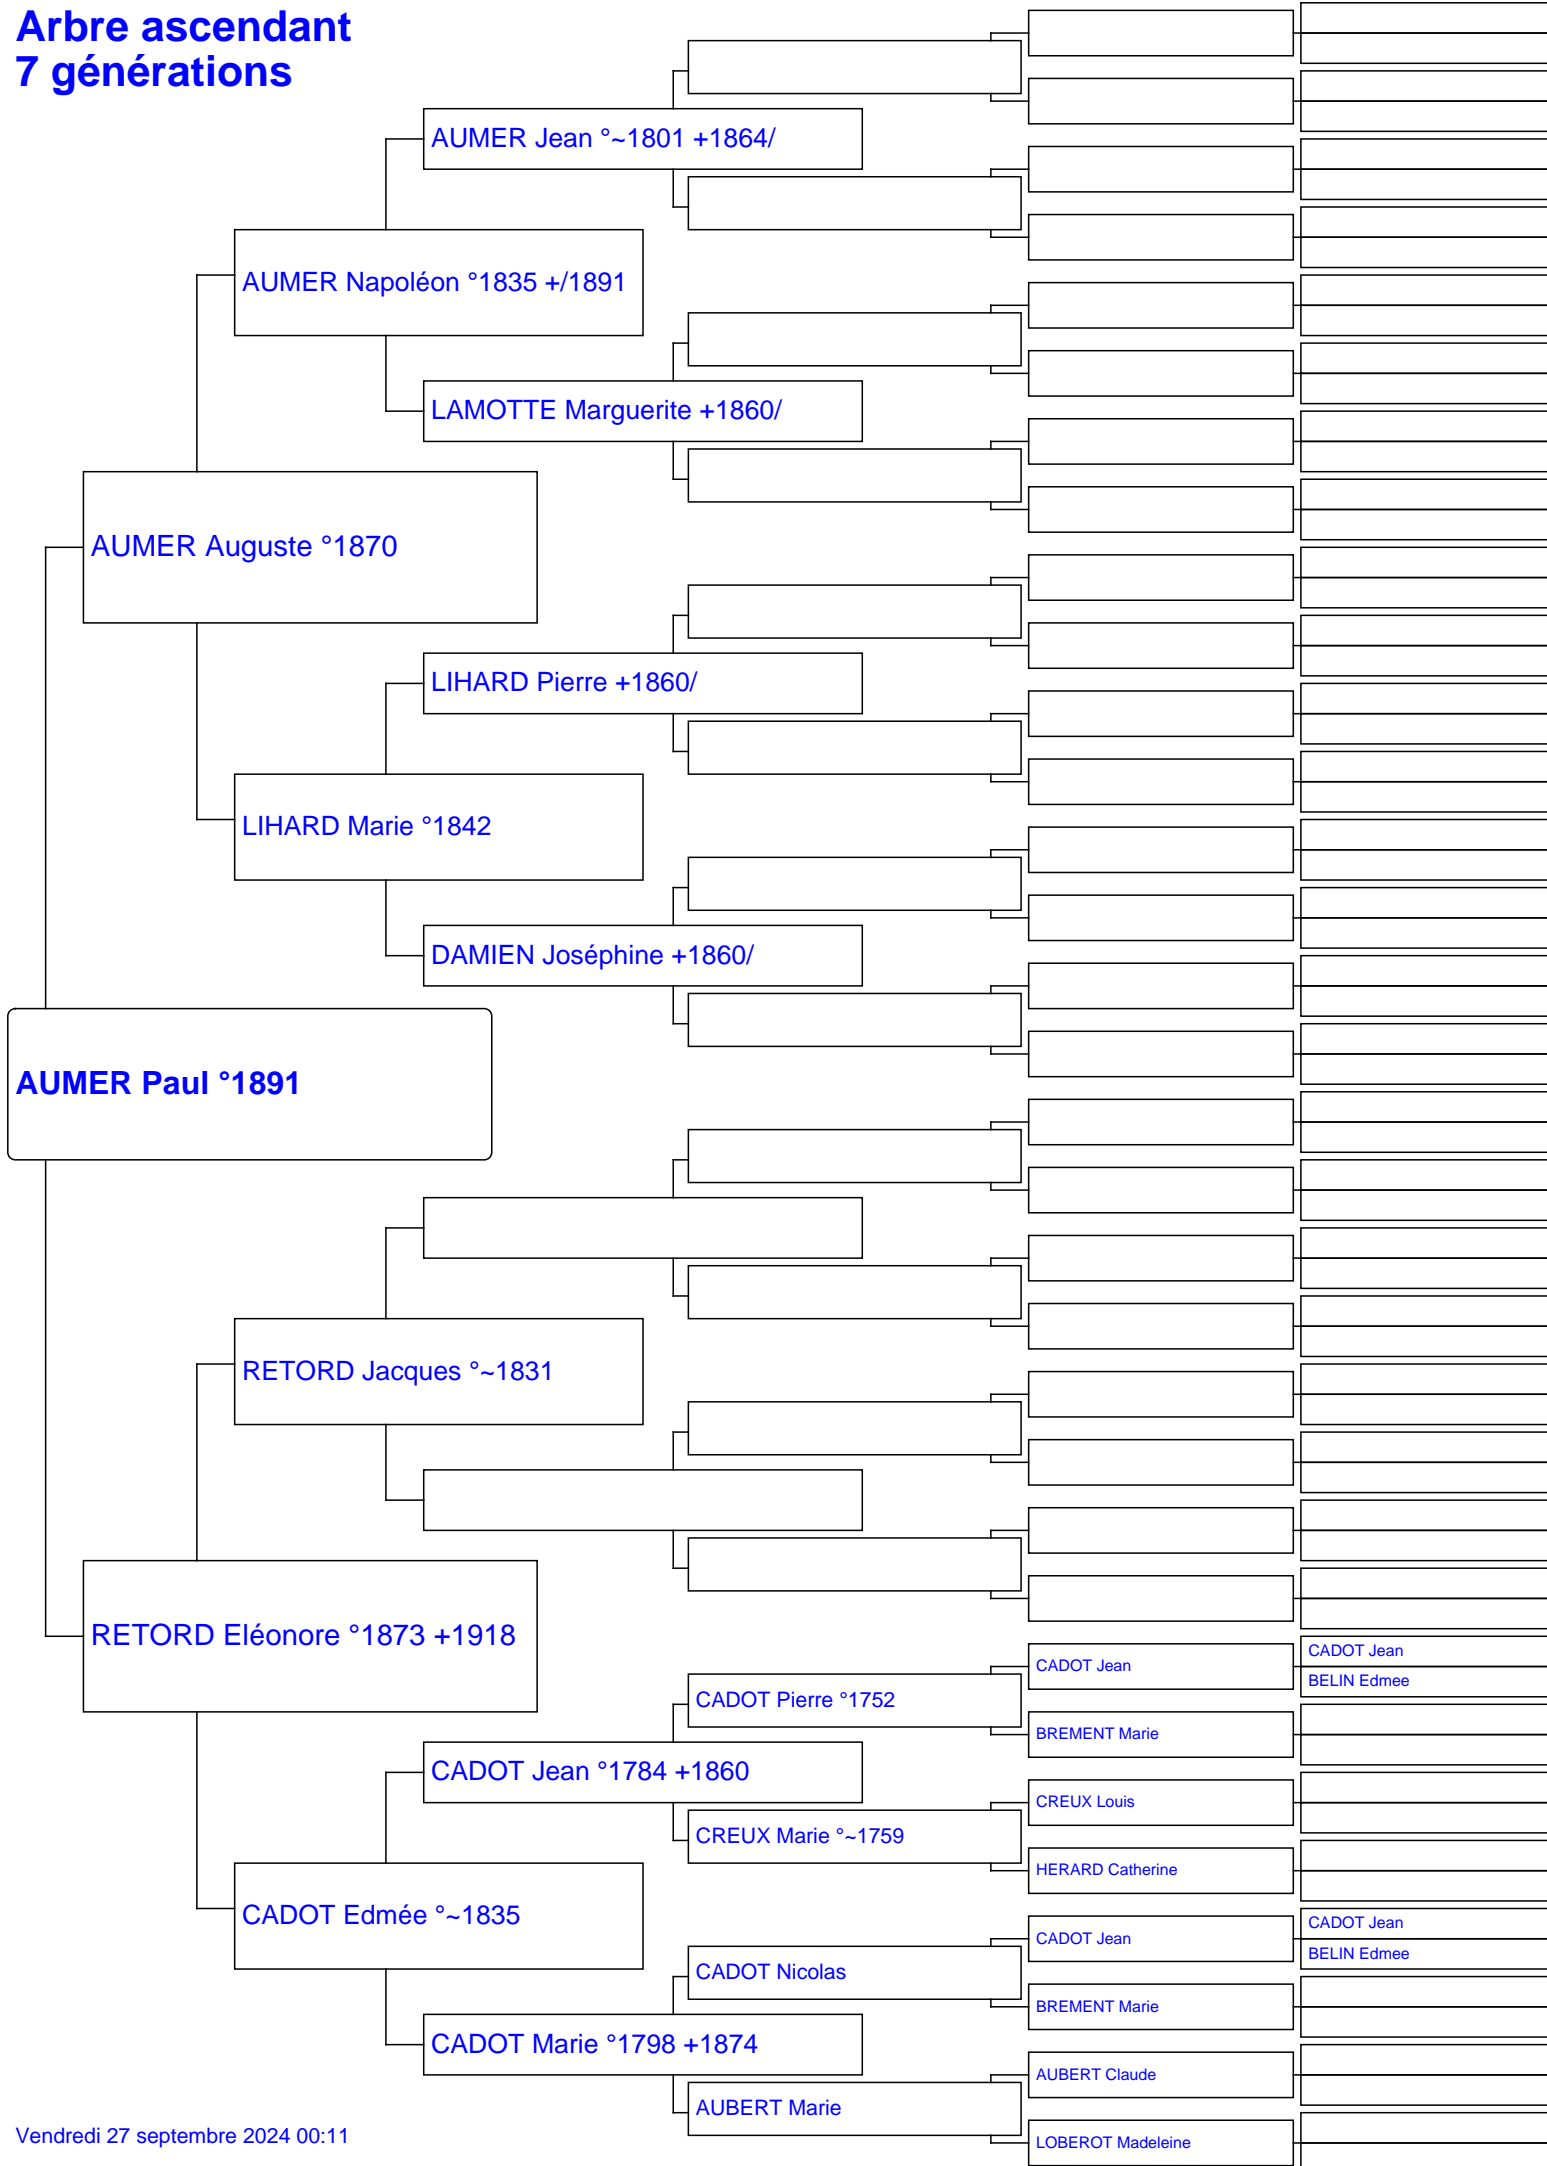 Arbre ascendant
7 générations
AUMER Jean °~1801 +1864/
AUMER Napoléon °1835 +/1891
LAMOTTE Marguerite +1860/
AUMER Auguste °1870
LIHARD Pierre +1860/
LIHARD Marie °1842
DAMIEN Joséphine +1860/
AUMER Paul °1891
RETORD Jacques °~1831
RETORD Eléonore °1873 +1918
CADOT Jean
BELIN Edmee
CADOT Jean
CADOT Pierre °1752
BREMENT Marie
CADOT Jean °1784 +1860
CREUX Louis
CREUX Marie °~1759
HERARD Catherine
CADOT Edmée °~1835
CADOT Jean
BELIN Edmee
CADOT Jean
CADOT Nicolas
BREMENT Marie
CADOT Marie °1798 +1874
AUBERT Claude
AUBERT Marie
LOBEROT Madeleine
Vendredi 27 septembre 2024 00:11